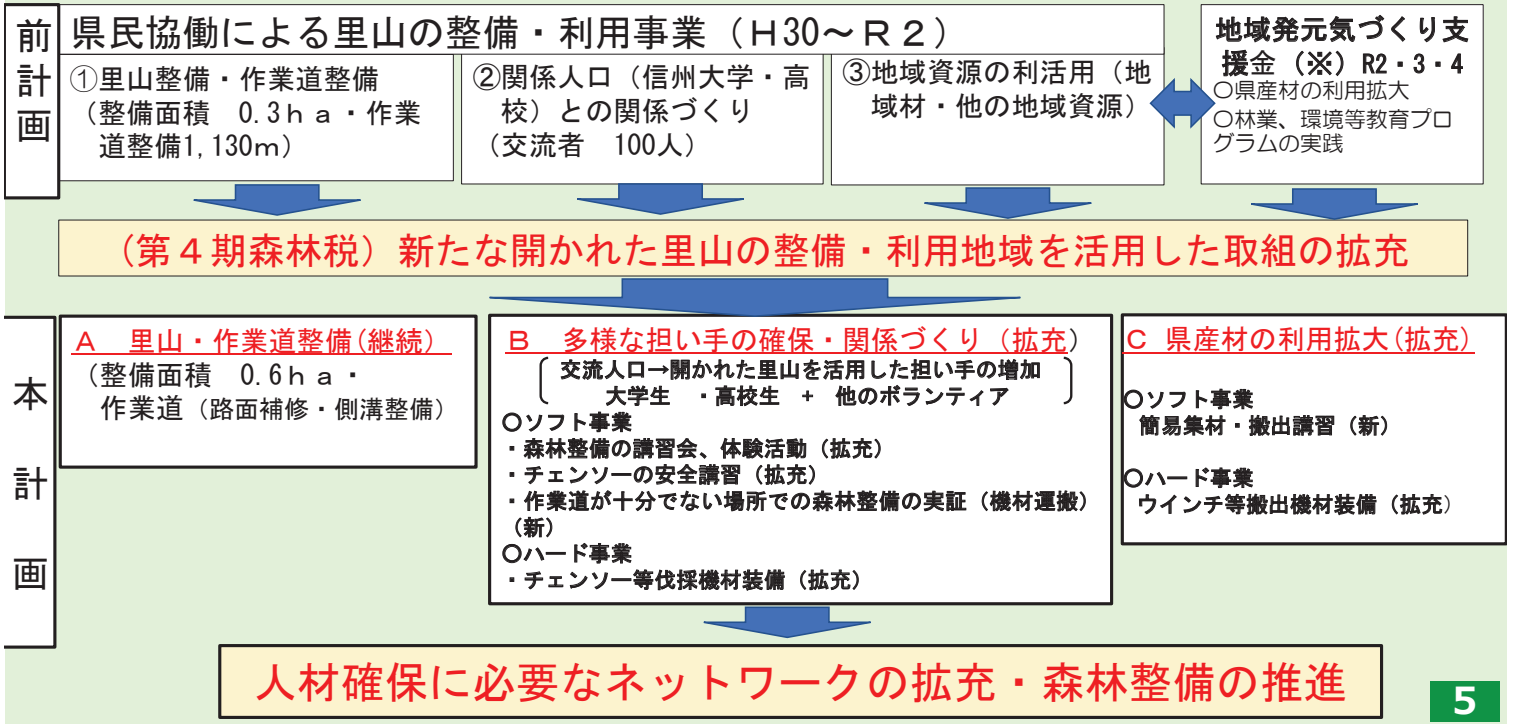 前計画
県民協働による里山の整備・利用事業（H30～R2）
①里山整備・作業道整備
（整備面積　0.3ha・作業
道整備1,130m）
②関係人口（信州大学・高
校）との関係づくり
（交流者　100人）
③地域資源の利活用（地
域材・他の地域資源）
地域発元気づくり支
援金（※）R2・3・4
○県産材の利用拡大
○林業、環境等教育プロ
グラムの実践
（第４期森林税）新たな開かれた里山の整備・利用地域を活用した取組の拡充
本計画
A　里山・作業道整備(継続)
（整備面積　0.6ha・
作業道（路面補修・側溝整備）
B　多様な担い手の確保・関係づくり（拡充）
交流人口→開かれた里山を活用した担い手の増加
大学生　・高校生　+　他のボランティア
○ソフト事業
・森林整備の講習会、体験活動（拡充）
・チェンソーの安全講習（拡充）
・作業道が十分でない場所での森林整備の実証（機材運搬）
（新）
○ハード事業
・チェンソー等伐採機材装備（拡充）
C　県産材の利用拡大(拡充)
○ソフト事業
簡易集材・搬出講習（新）
○ハード事業
ウインチ等搬出機材装備（拡充）
人材確保に必要なネットワークの拡充・森林整備の推進
5